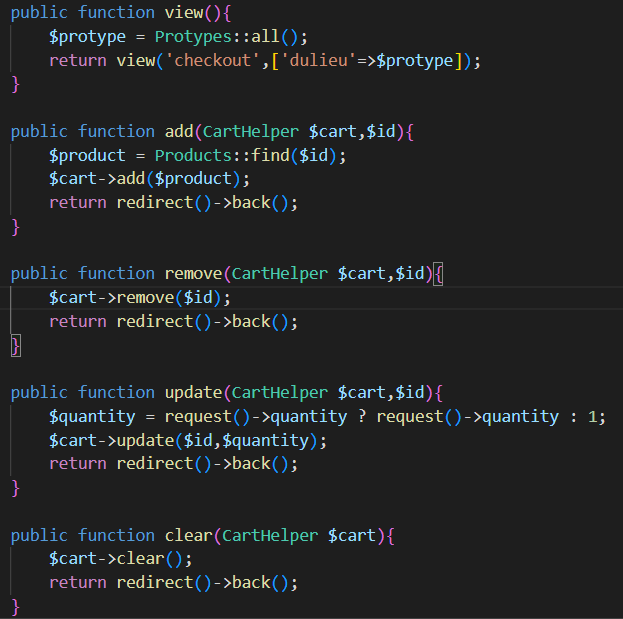 public function view(){
    $protype = Protypes::all();
    return view('checkout',['dulieu'=>$protype]);
}

public function add(CartHelper $cart,$id){
    $product = Products::find($id);
    $cart->add($product);
    return redirect()->back();
}

public function remove(CartHelper $cart,$id){
    $cart->remove($id);
    return redirect()->back();
}

public function update(CartHelper $cart,$id){
    $quantity = request()->quantity ? request()->quantity : 1;
    $cart->update($id,$quantity);
    return redirect()->back();
}

public function clear(CartHelper $cart){
    $cart->clear();
    return redirect()->back();
}